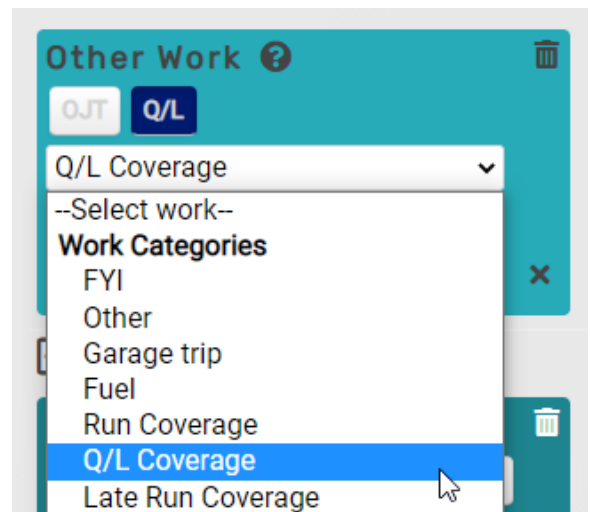 Other Work ?
OJT Q/L
Q/L Coverage
--Select work--
Work Categories
FYI
Other
Garage trip
Fuel
Run Coverage
Q/L Coverage
Late Run Coverage